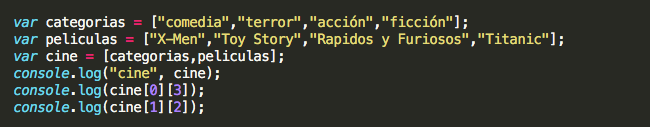 var categorias = ["comedia","terror","acción","ficción"];
var peliculas = ["X-Men","Toy Story","Rapidos y Furiosos","Titanic"];
var cine = [categorias,peliculas];
console.log("cine", cine);
console.log(cine[0][3]);
console.log(cine[1][2]);